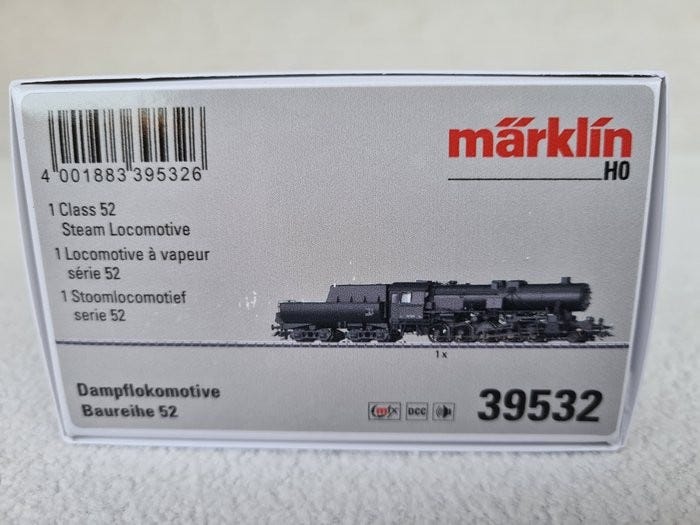 märklin
H0
4 001883 395326
1 Class 52
Steam Locomotive
1 Locomotive à vapeur
série 52
1 Stoomlocomotief
serie 52
1 x
Dampflokomotive
Baureihe 52
mfx
DCC
39532